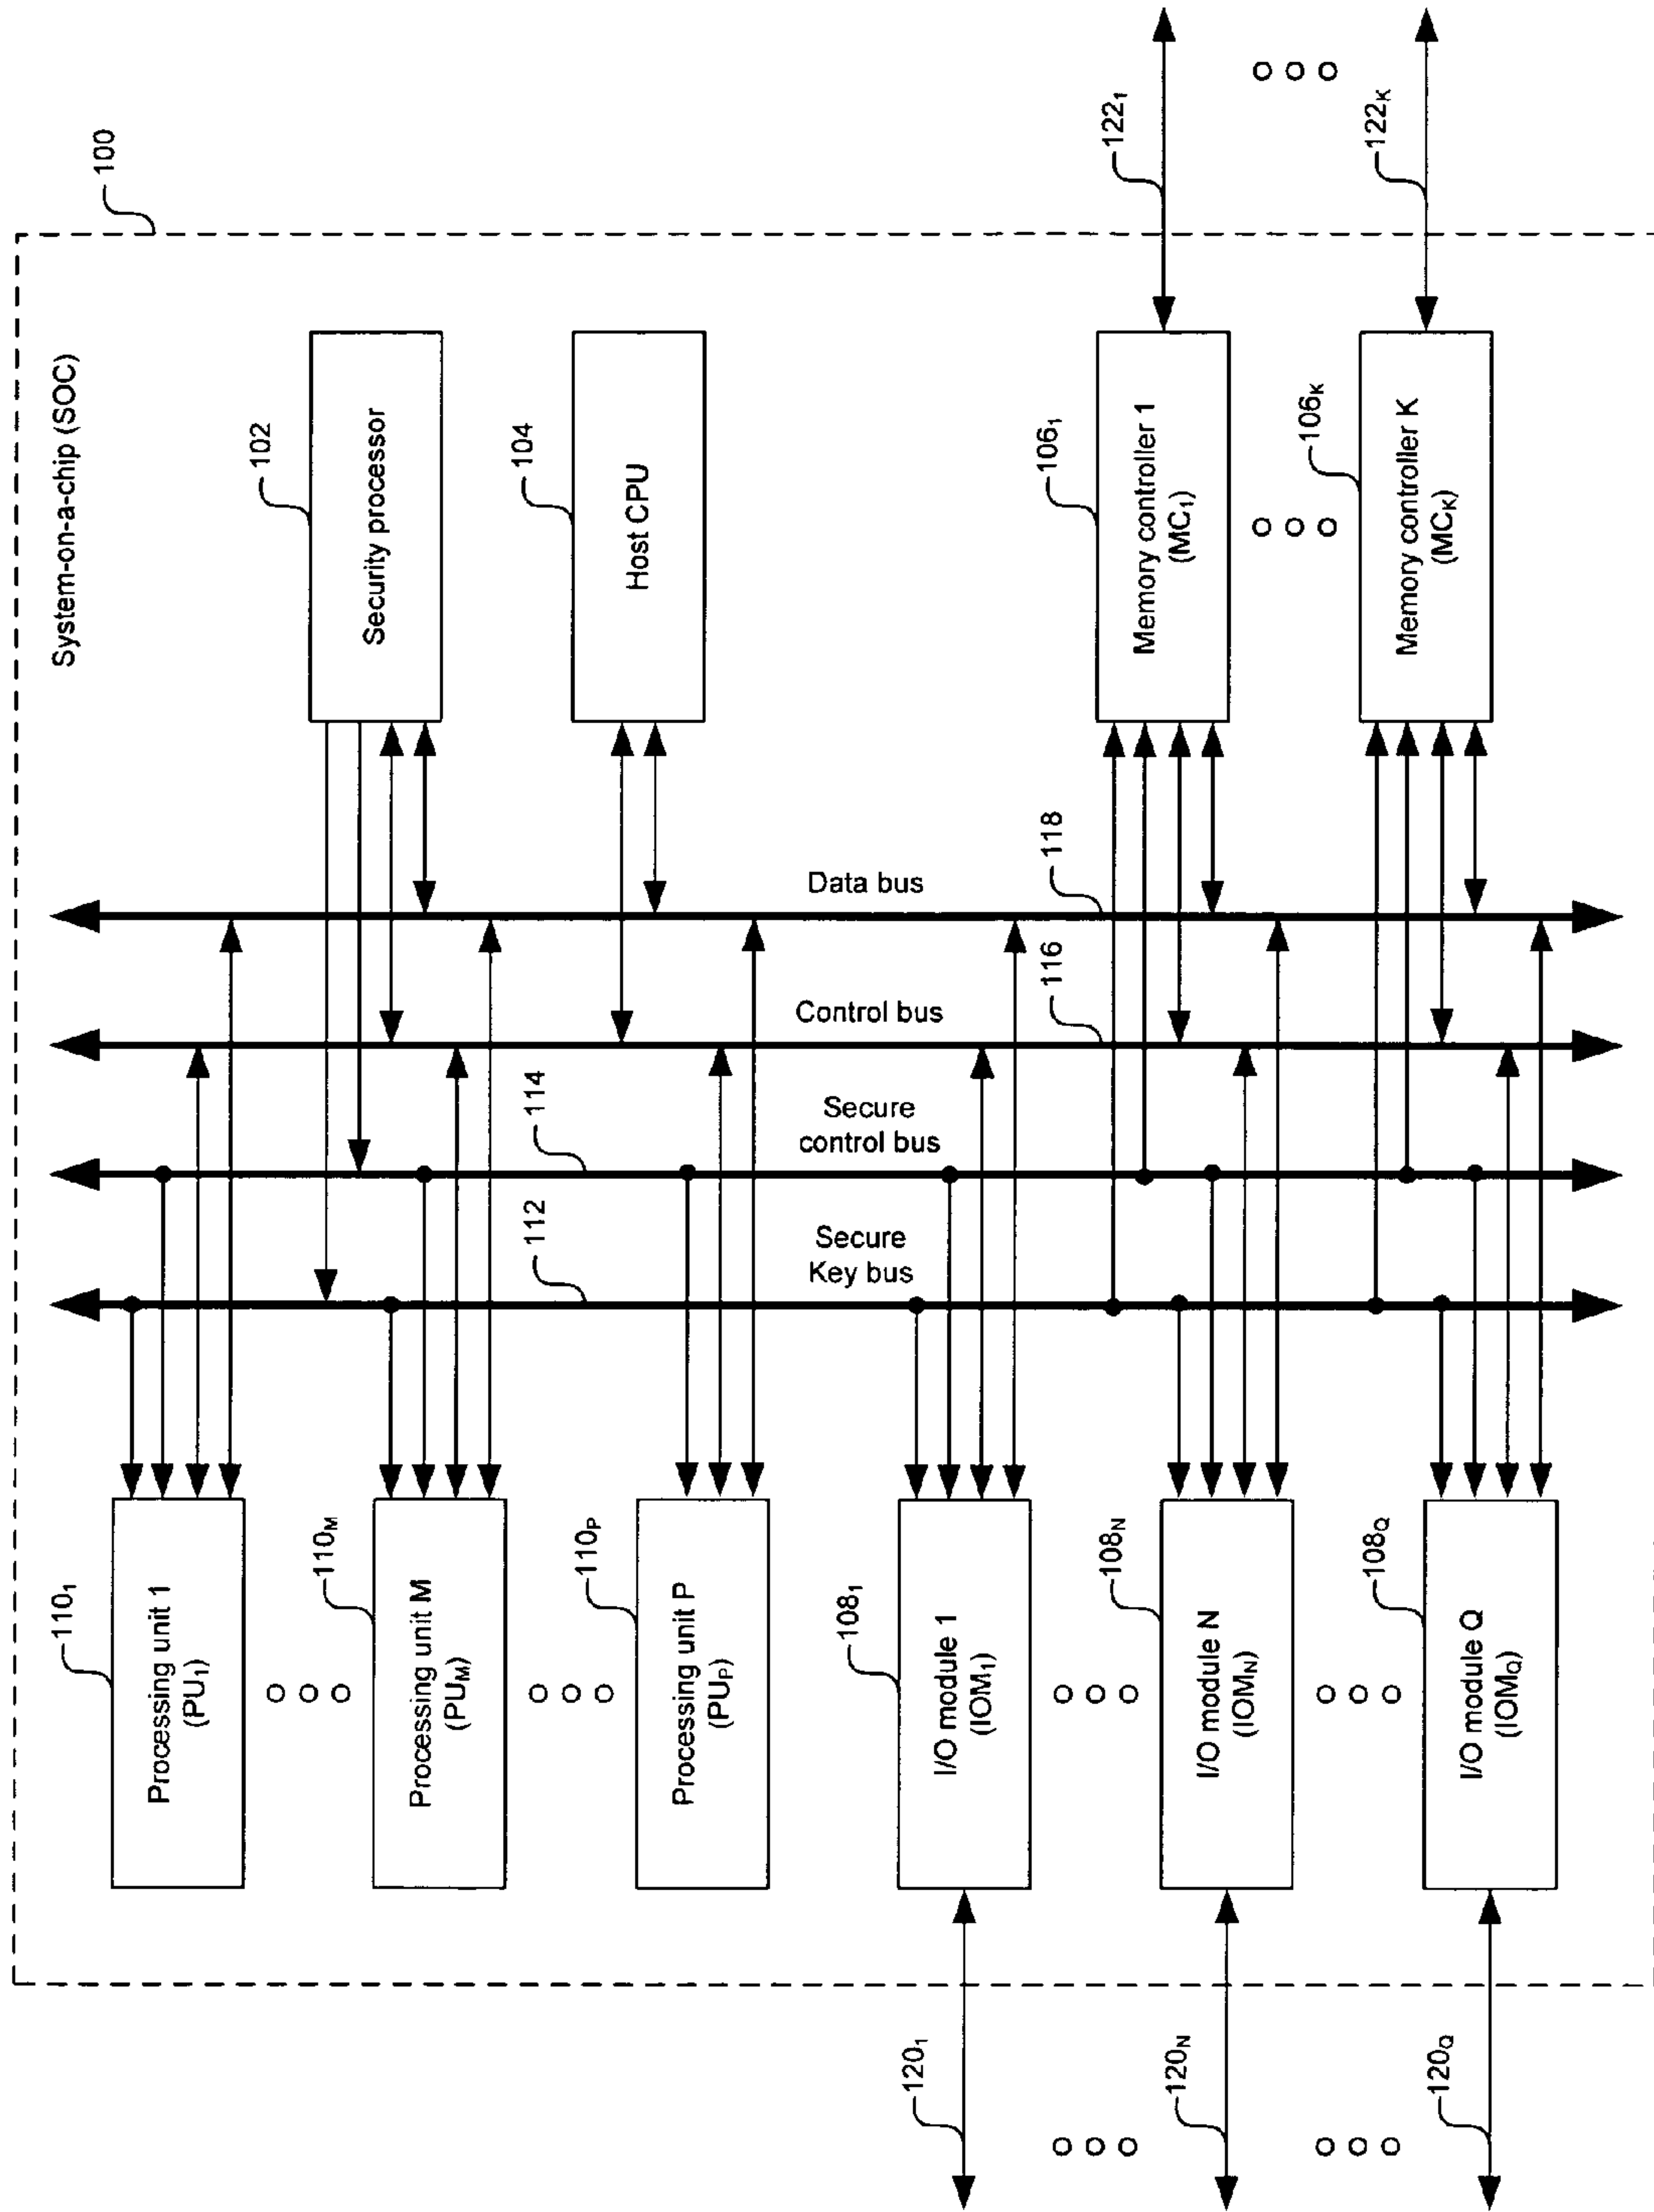 System-on-a-chip (SOC)
100
110₁
Processing unit 1
(PU₁)
110M
Processing unit M
(PUM)
110P
Processing unit P
(PUP)
108₁
I/O module 1
(IOM₁)
108N
I/O module N
(IOMN)
108Q
I/O module Q
(IOMQ)
120₁
120N
120Q
112
Secure
Key bus
114
Secure
control bus
Control bus
116
Data bus
118
102
Security processor
104
Host CPU
106₁
Memory controller 1
(MC₁)
106K
Memory controller K
(MCK)
122₁
122K